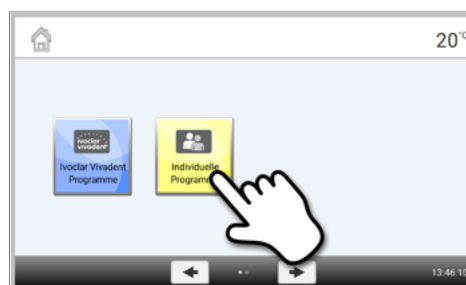 20°C
ivoclar
vivadent
Ivoclar Vivadent
Programme
Individuelle
Programme
13:46:10